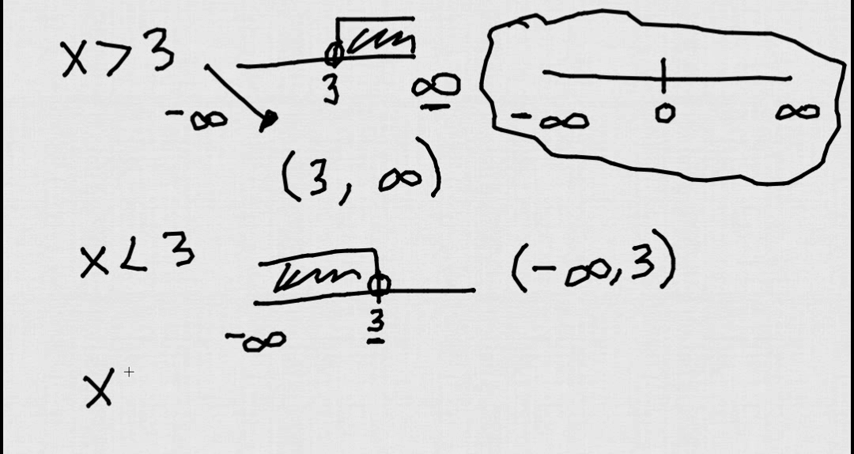 x > 3
3 ∞
-∞
-∞ 0 ∞
(3, ∞)
x < 3 (-∞, 3)
-∞ 3
x